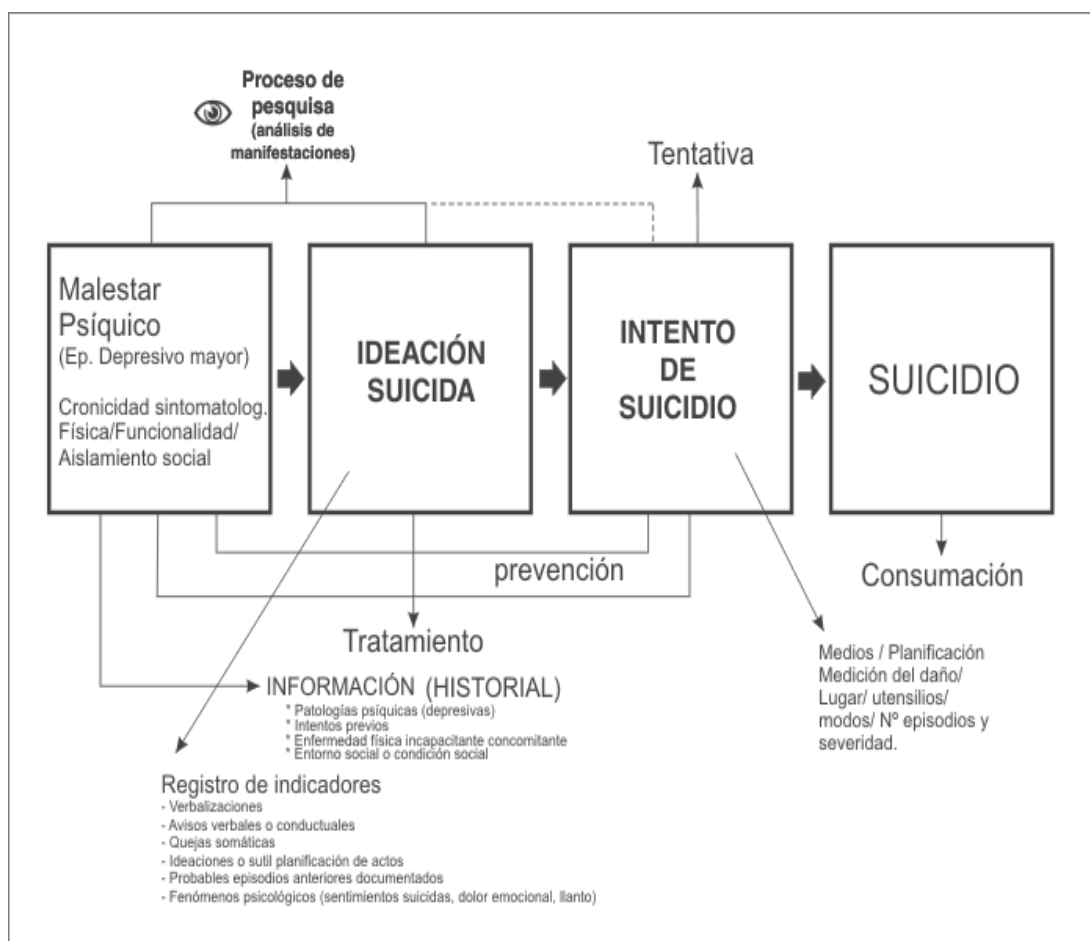 Proceso de
pesquisa
(análisis de
manifestaciones)
Tentativa
Malestar
Psíquico
(Ep. Depresivo mayor)
Cronicidad sintomatolog.
Física/Funcionalidad/
Aislamiento social
IDEACIÓN
SUICIDA
INTENTO
DE
SUICIDIO
SUICIDIO
prevención
Consumación
Tratamiento
INFORMACIÓN (HISTORIAL)
* Patologías psíquicas (depresivas)
* Intentos previos
* Enfermedad física incapacitante concomitante
* Entorno social o condición social
Medios / Planificación
Medición del daño/
Lugar/ utensilios/
modos/ Nº episodios y
severidad.
Registro de indicadores
- Verbalizaciones
- Avisos verbales o conductuales
- Quejas somáticas
- Ideaciones o sutil planificación de actos
- Probables episodios anteriores documentados
- Fenómenos psicológicos (sentimientos suicidas, dolor emocional, llanto)